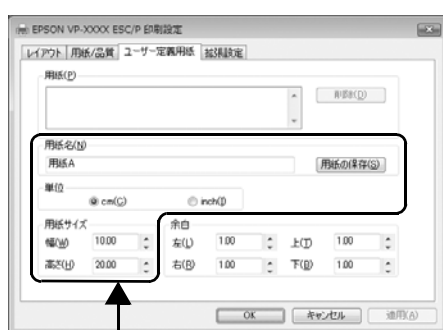 EPSON VP-XXXX ESC/P 印刷設定
レイアウト 用紙/品質 ユーザー定義用紙 拡張設定
用紙(P)
削除(D)
用紙名(N)
用紙A 用紙の保存(S)
単位
cm(C) inch(I)
用紙サイズ 余白
幅(W) 10.00 左(L) 1.00 上(T) 1.00
高さ(H) 20.00 右(R) 1.00 下(B) 1.00
OK キャンセル 適用(A)